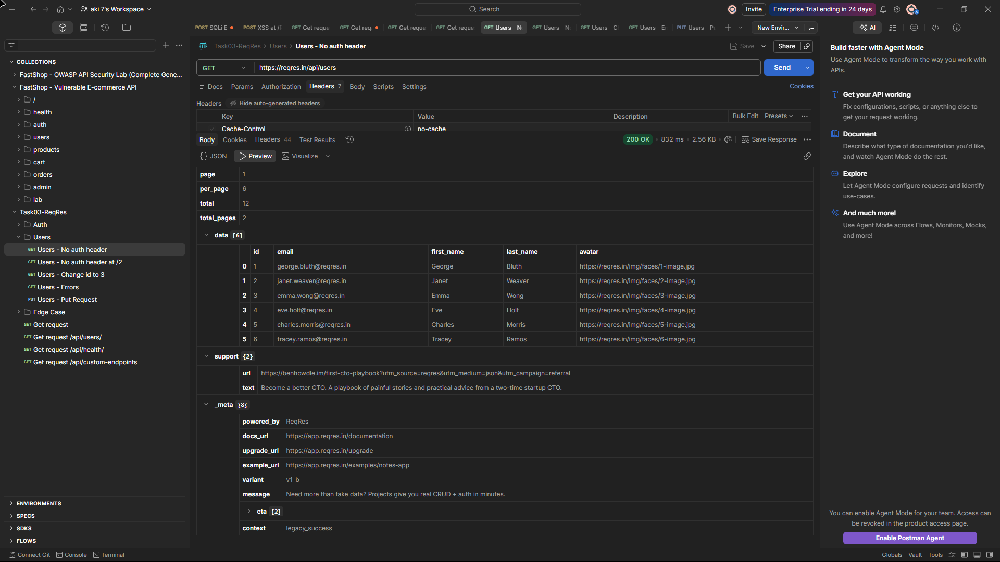 aki 7's Workspace
Search
Invite
Enterprise Trial ending in 24 days
POST SQLi E
POST XSS at /
GET Get reque
GET Get req
GET Get reque
GET Get reque
GET Users - N
GET Users - N
GET Users - C
GET Users - Er
PUT Users - P
New Envir...
AI
COLLECTIONS
FastShop - OWASP API Security Lab (Complete Gene...
FastShop - Vulnerable E-commerce API
/
health
auth
users
products
cart
orders
admin
lab
Task03-ReqRes
Auth
Users
GET Users - No auth header
GET Users - No auth header at /2
GET Users - Change id to 3
GET Users - Errors
PUT Users - Put Request
Edge Case
GET Get request
GET Get request /api/users/
GET Get request /api/health/
GET Get request /api/custom-endpoints
ENVIRONMENTS
SPECS
SDKS
FLOWS
HTTP Task03-ReqRes > Users > Users - No auth header
Save
Share
GET https://reqres.in/api/users
Send
Docs Params Authorization Headers 7 Body Scripts Settings
Cookies
Headers Hide auto-generated headers
Key Value Description Bulk Edit Presets
Cache-Control no-cache
Body Cookies Headers 44 Test Results
200 OK • 832 ms • 2.56 KB • e.g. Save Response
{} JSON Preview Visualize
page 1
per_page 6
total 12
total_pages 2
data [6]
id email first_name last_name avatar
0 1 george.bluth@reqres.in George Bluth https://reqres.in/img/faces/1-image.jpg
1 2 janet.weaver@reqres.in Janet Weaver https://reqres.in/img/faces/2-image.jpg
2 3 emma.wong@reqres.in Emma Wong https://reqres.in/img/faces/3-image.jpg
3 4 eve.holt@reqres.in Eve Holt https://reqres.in/img/faces/4-image.jpg
4 5 charles.morris@reqres.in Charles Morris https://reqres.in/img/faces/5-image.jpg
5 6 tracey.ramos@reqres.in Tracey Ramos https://reqres.in/img/faces/6-image.jpg
support {2}
url https://benhowdle.im/first-cto-playbook?utm_source=reqres&utm_medium=json&utm_campaign=referral
text Become a better CTO. A playbook of painful stories and practical advice from a two-time startup CTO.
_meta {8}
powered_by ReqRes
docs_url https://app.reqres.in/documentation
upgrade_url https://app.reqres.in/upgrade
example_url https://app.reqres.in/examples/notes-app
variant v1_b
message Need more than fake data? Projects give you real CRUD + auth in minutes.
cta {2}
context legacy_success
Build faster with Agent Mode
Use Agent Mode to transform the way you work with
APIs.
Get your API working
Fix configurations, scripts, or anything else to
get your request working.
Document
Describe what type of documentation you'd like,
and watch Agent Mode do the rest.
Explore
Let Agent Mode configure requests and identify
use-cases.
And much more!
Use Agent Mode across Flows, Monitors, Mocks,
and more!
You can enable Agent Mode for your team. Access can
be revoked in the product access page.
Enable Postman Agent
Connect Git Console Terminal
Globals Vault Tools